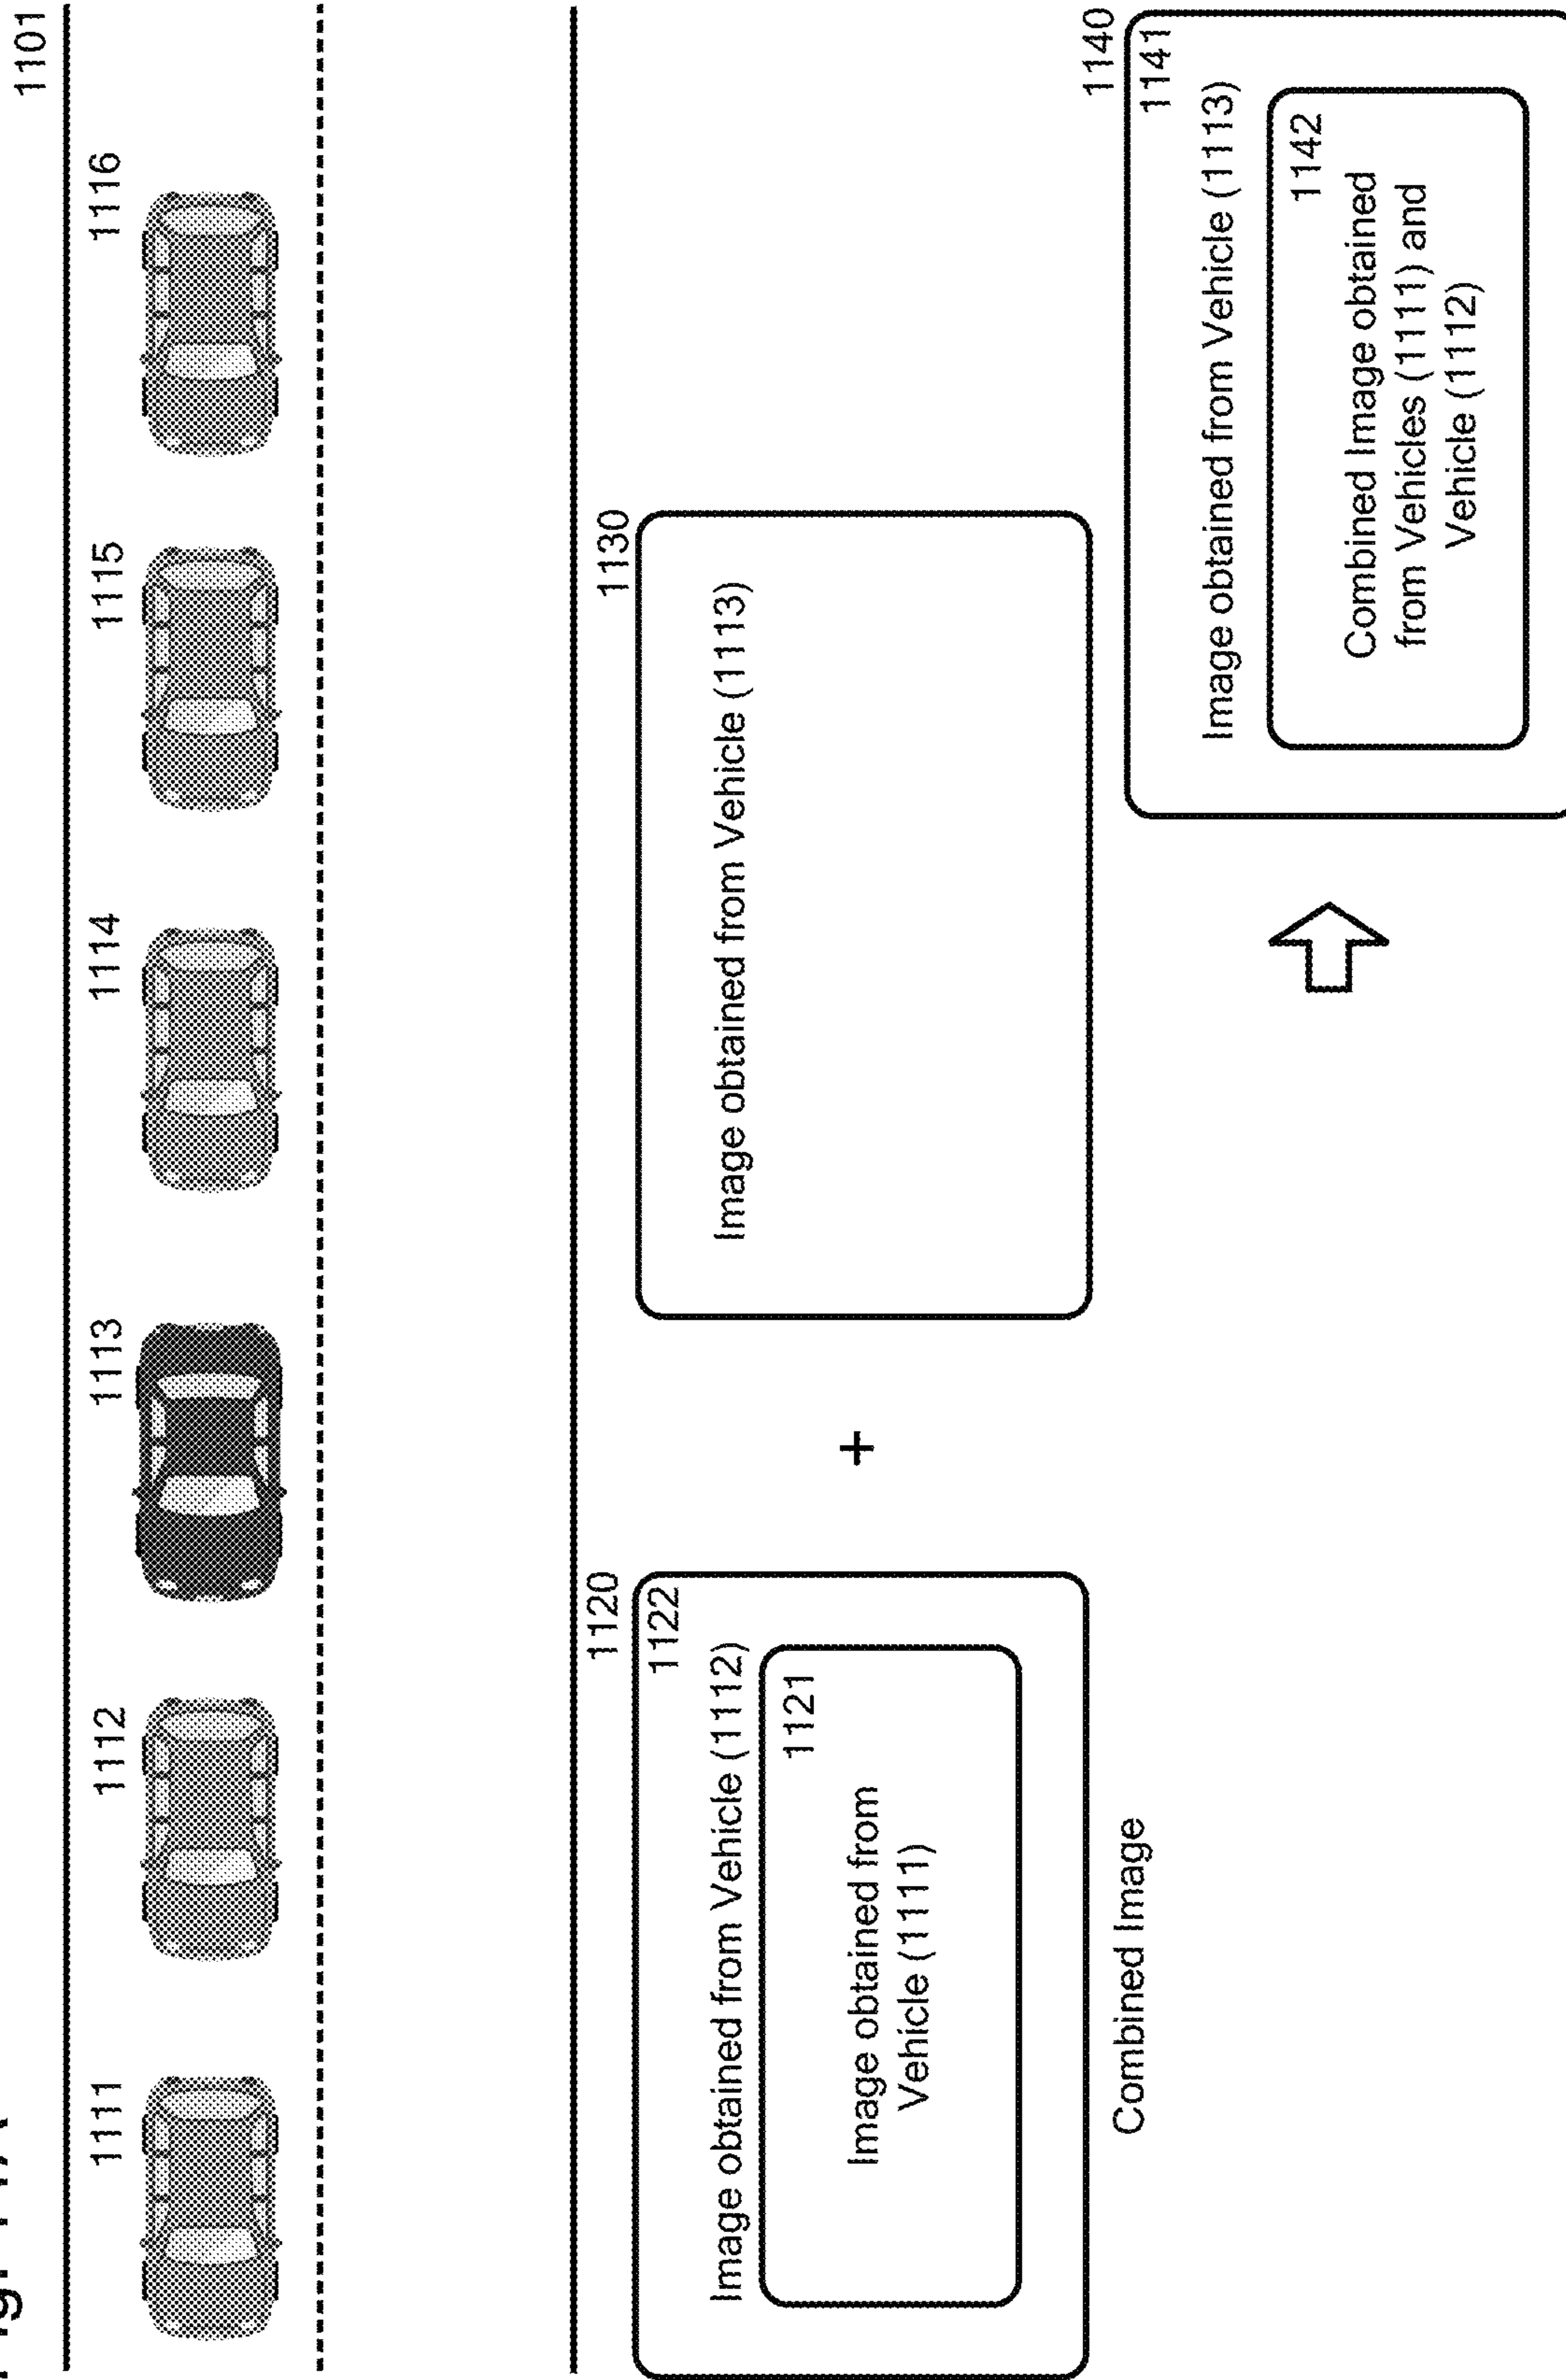 1101
1111
1112
1113
1114
1115
1116
1120
1122
Image obtained from Vehicle (1112)
1121
Image obtained from
Vehicle (1111)
Combined Image
+
1130
Image obtained from Vehicle (1113)
1140
1141
Image obtained from Vehicle (1113)
1142
Combined Image obtained
from Vehicles (1111) and
Vehicle (1112)